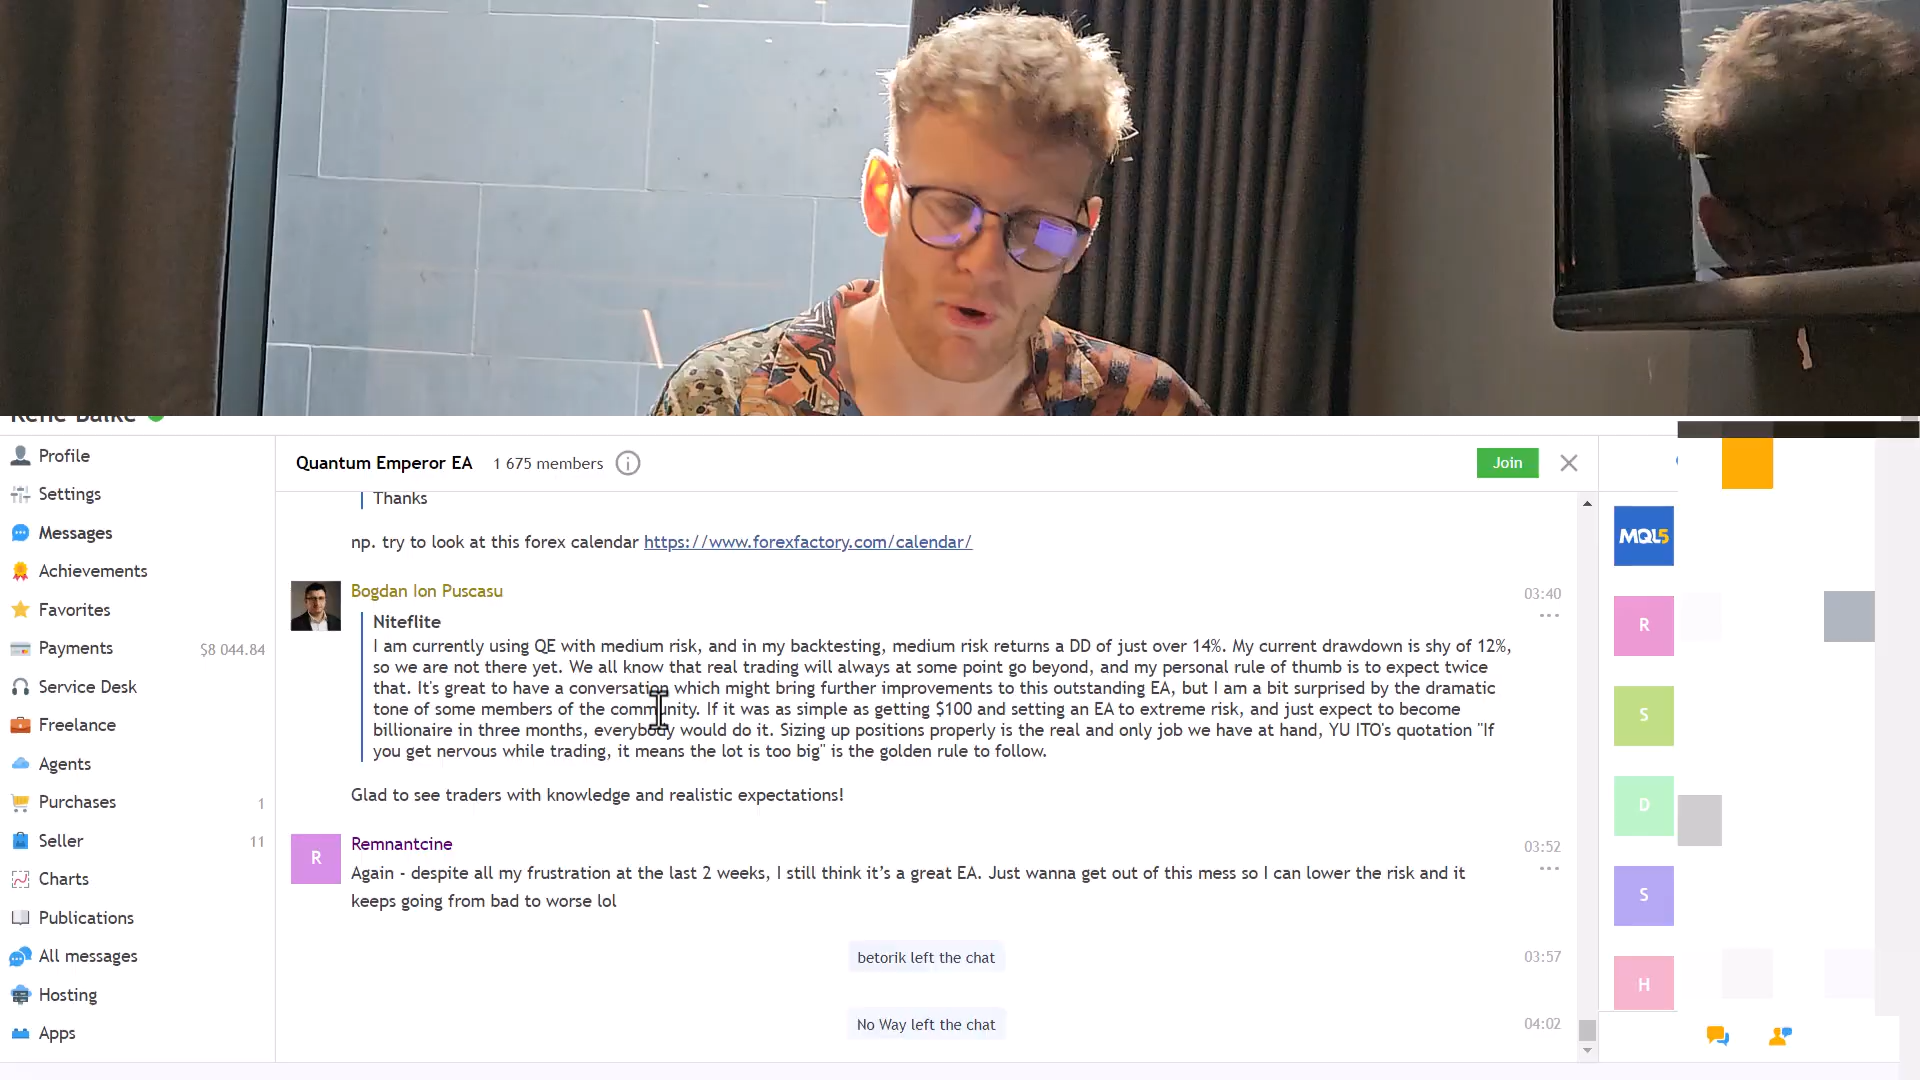 René Balke
Profile
Settings
Messages
Achievements
Favorites
Payments $8 044.84
Service Desk
Freelance
Agents
Purchases 1
Seller 11
Charts
Publications
All messages
Hosting
Apps
Quantum Emperor EA 1 675 members
Join
Thanks
np. try to look at this forex calendar https://www.forexfactory.com/calendar/
Bogdan Ion Puscasu 03:40
Niteflite
I am currently using QE with medium risk, and in my backtesting, medium risk returns a DD of just over 14%. My current drawdown is shy of 12%,
so we are not there yet. We all know that real trading will always at some point go beyond, and my personal rule of thumb is to expect twice
that. It's great to have a conversation which might bring further improvements to this outstanding EA, but I am a bit surprised by the dramatic
tone of some members of the community. If it was as simple as getting $100 and setting an EA to extreme risk, and just expect to become
billionaire in three months, everybody would do it. Sizing up positions properly is the real and only job we have at hand, YU ITO's quotation "If
you get nervous while trading, it means the lot is too big" is the golden rule to follow.
Glad to see traders with knowledge and realistic expectations!
R
Remnantcine 03:52
Again - despite all my frustration at the last 2 weeks, I still think it’s a great EA. Just wanna get out of this mess so I can lower the risk and it
keeps going from bad to worse lol
betorik left the chat 03:57
No Way left the chat 04:02
MQL5
R
S
D
S
H